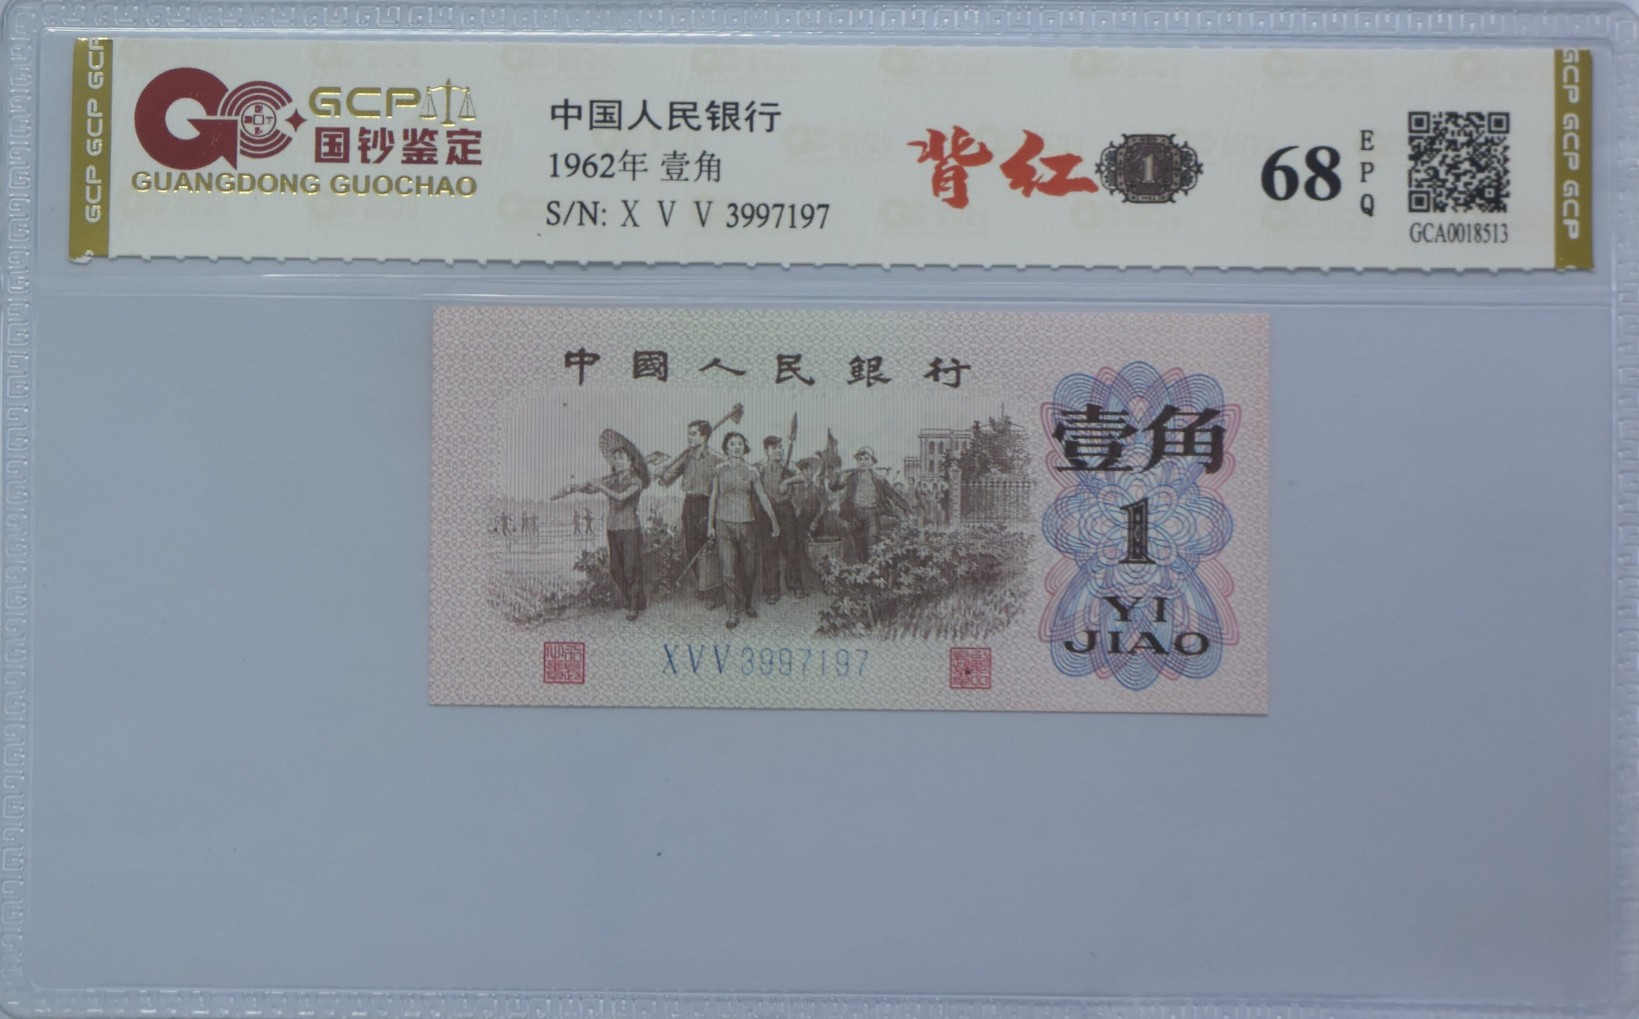 GCP GCP GCP
GCP
国钞鉴定
GUANGDONG GUOCHAO
中国人民银行
1962年 壹角
S/N: X V V 3997197
背红
1
68
EPQ
GCA0018513
GCP GCP GCP
中國人民銀行
壹角
1
YI
JIAO
XVV3997197